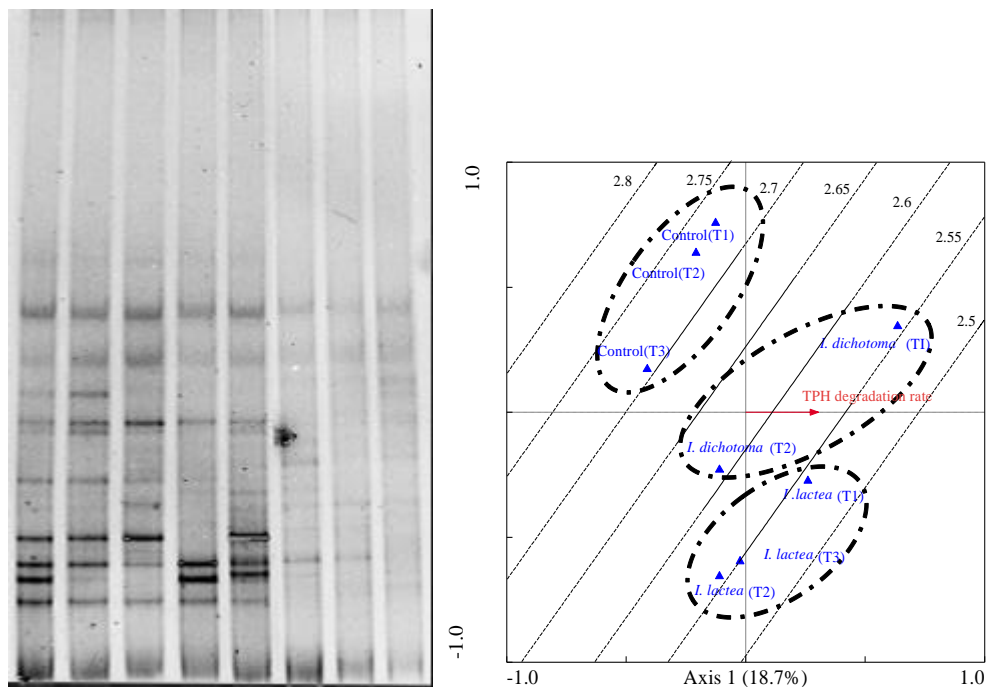 1.0
2.8
2.75
2.7
2.65
2.6
2.55
2.5
Control(T1)
Control(T2)
Control(T3)
I. dichotoma (TI)
TPH degradation rate
I. dichotoma (T2)
I.lactea (T1)
I. lactea (T3)
I. lactea (T2)
-1.0
-1.0
Axis 1 (18.7%)
1.0